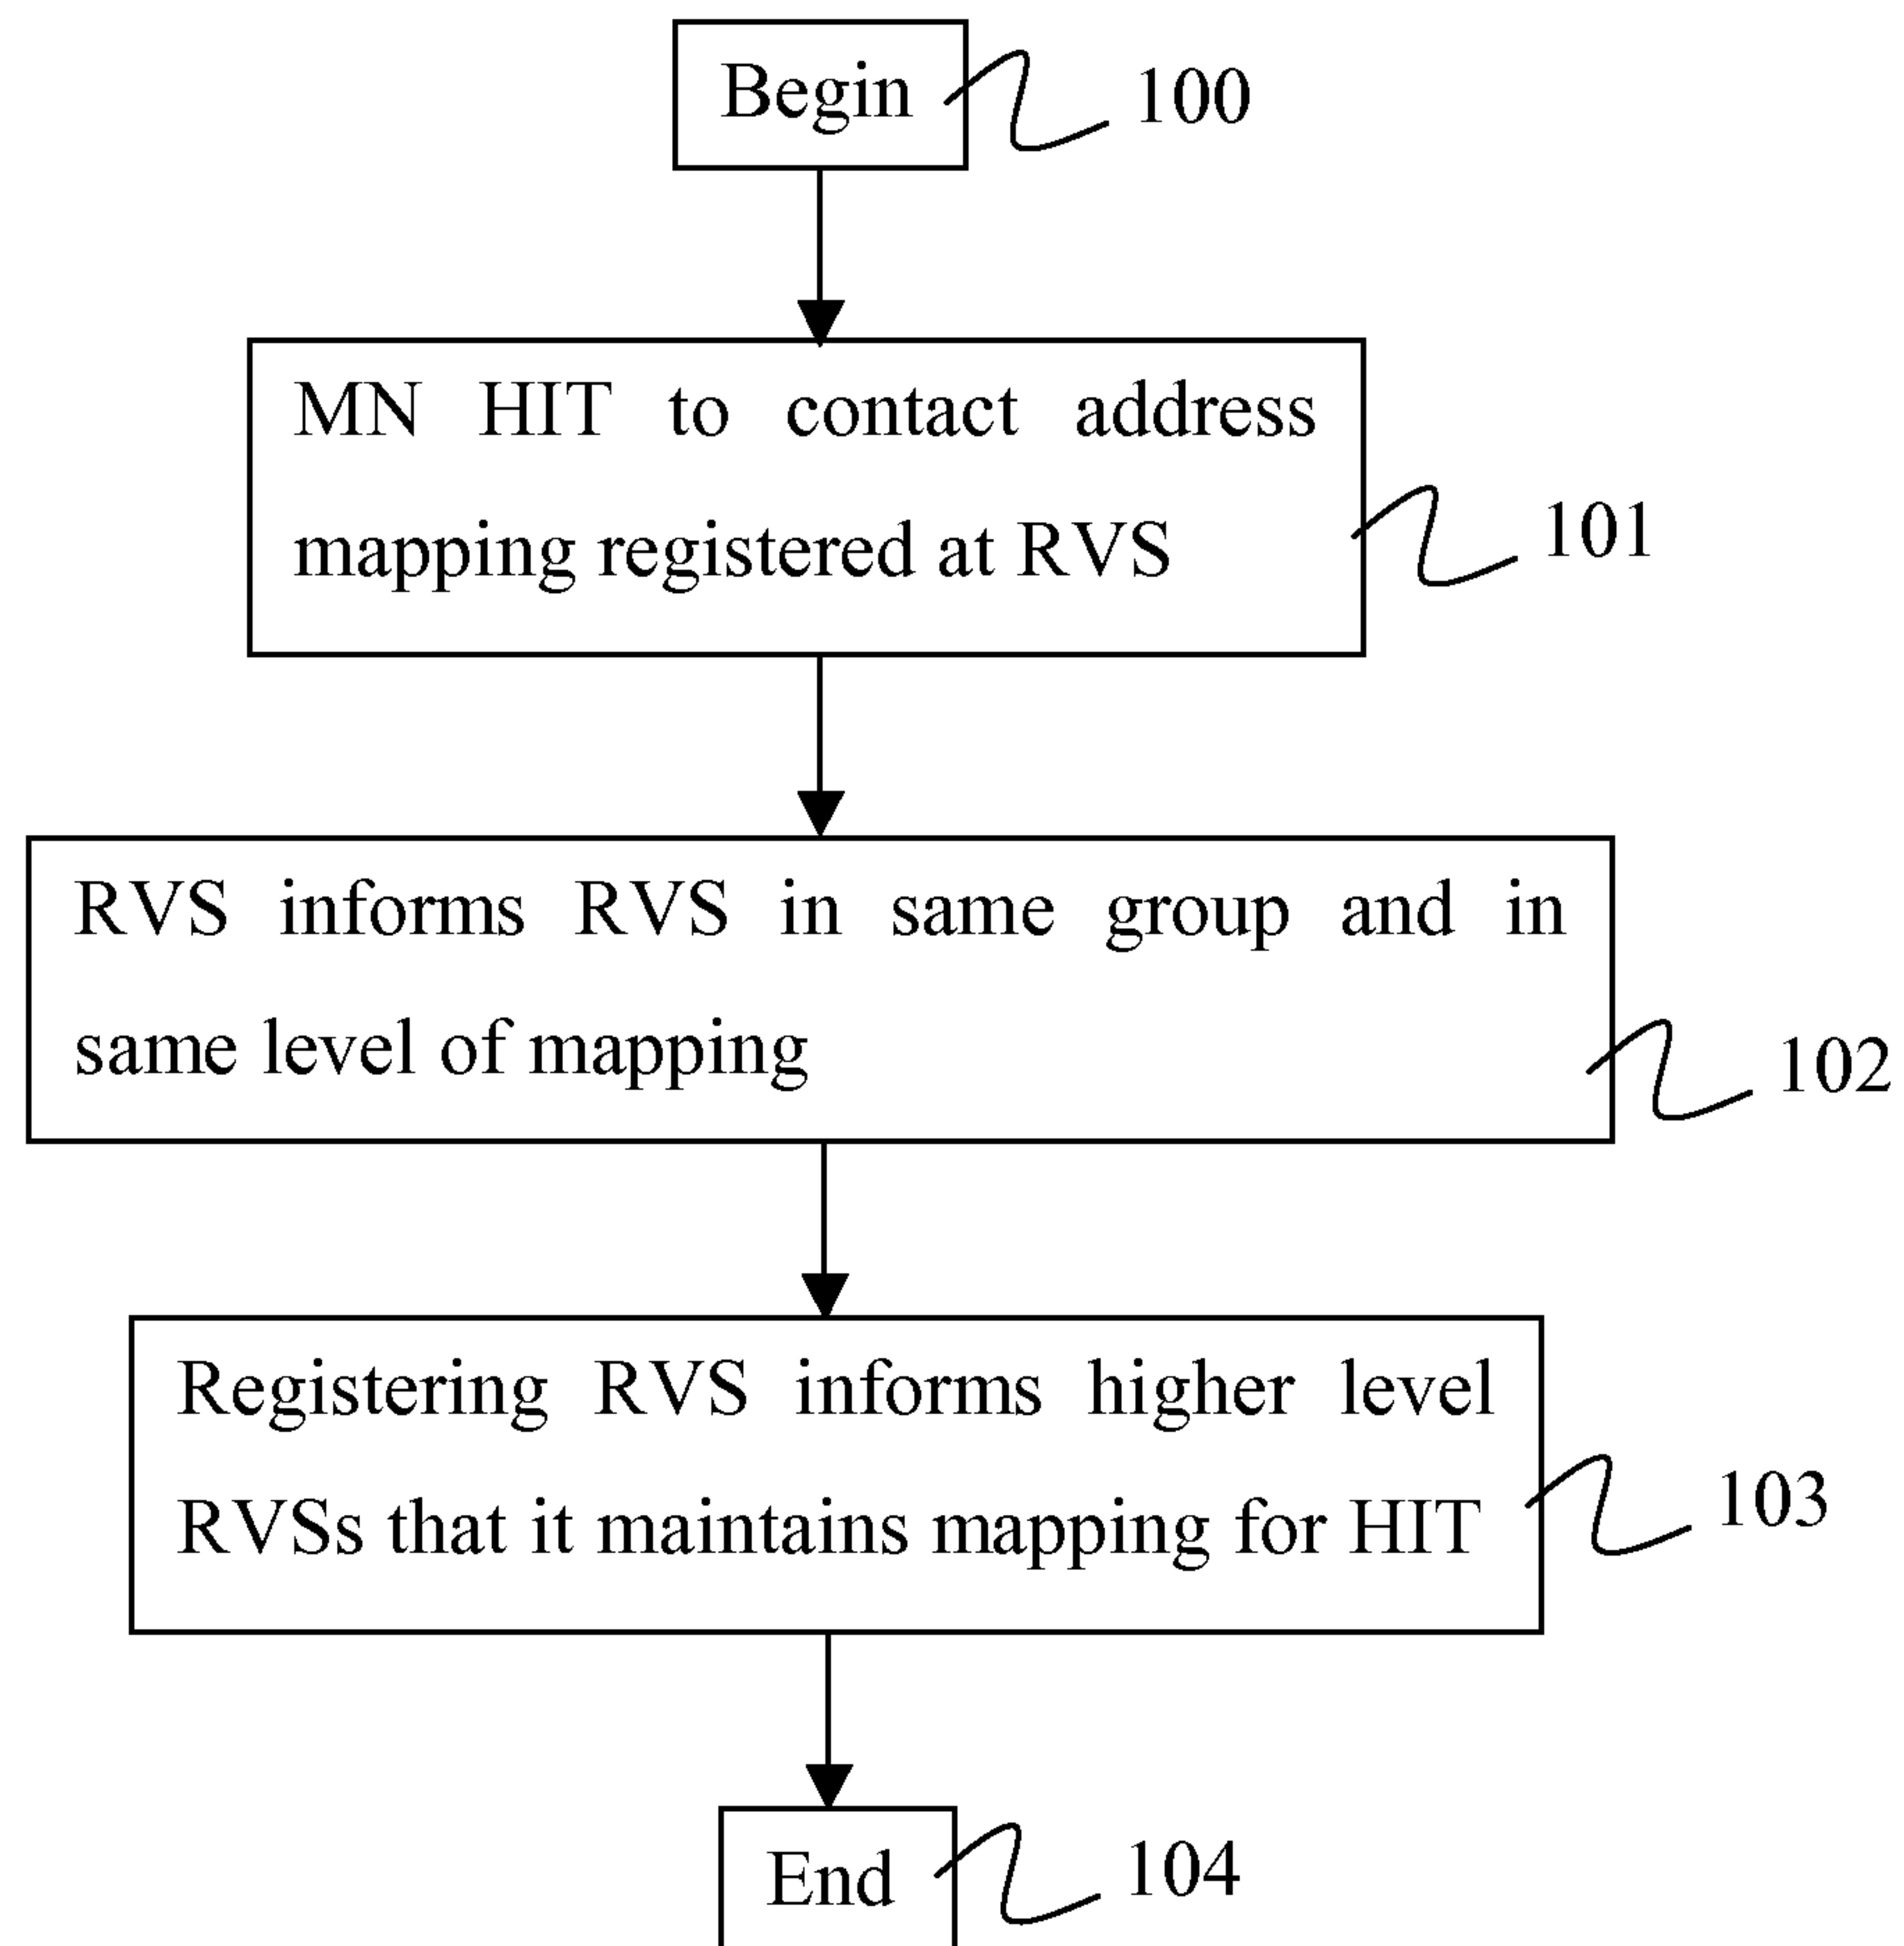 Begin
100
MN HIT to contact address
mapping registered at RVS
101
RVS informs RVS in same group and in
same level of mapping
102
Registering RVS informs higher level
RVSs that it maintains mapping for HIT
103
End
104